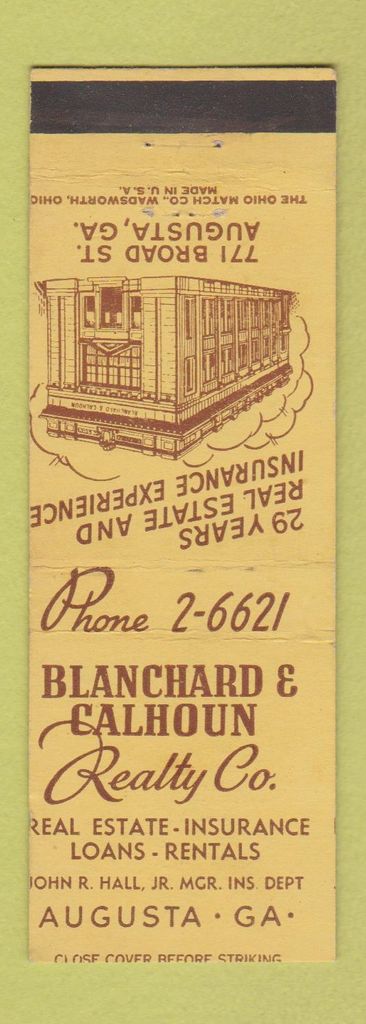 THE OHIO MATCH CO., WADSWORTH, OHIO
MADE IN U.S.A.
771 BROAD ST.
AUGUSTA, GA.
BLANCHARD & CALHOUN
29 YEARS
REAL ESTATE AND
INSURANCE EXPERIENCE
Phone 2-6621
BLANCHARD &
CALHOUN
Realty Co.
REAL ESTATE - INSURANCE
LOANS - RENTALS
JOHN R. HALL, JR. MGR. INS. DEPT
AUGUSTA · GA·
CLOSE COVER BEFORE STRIKING